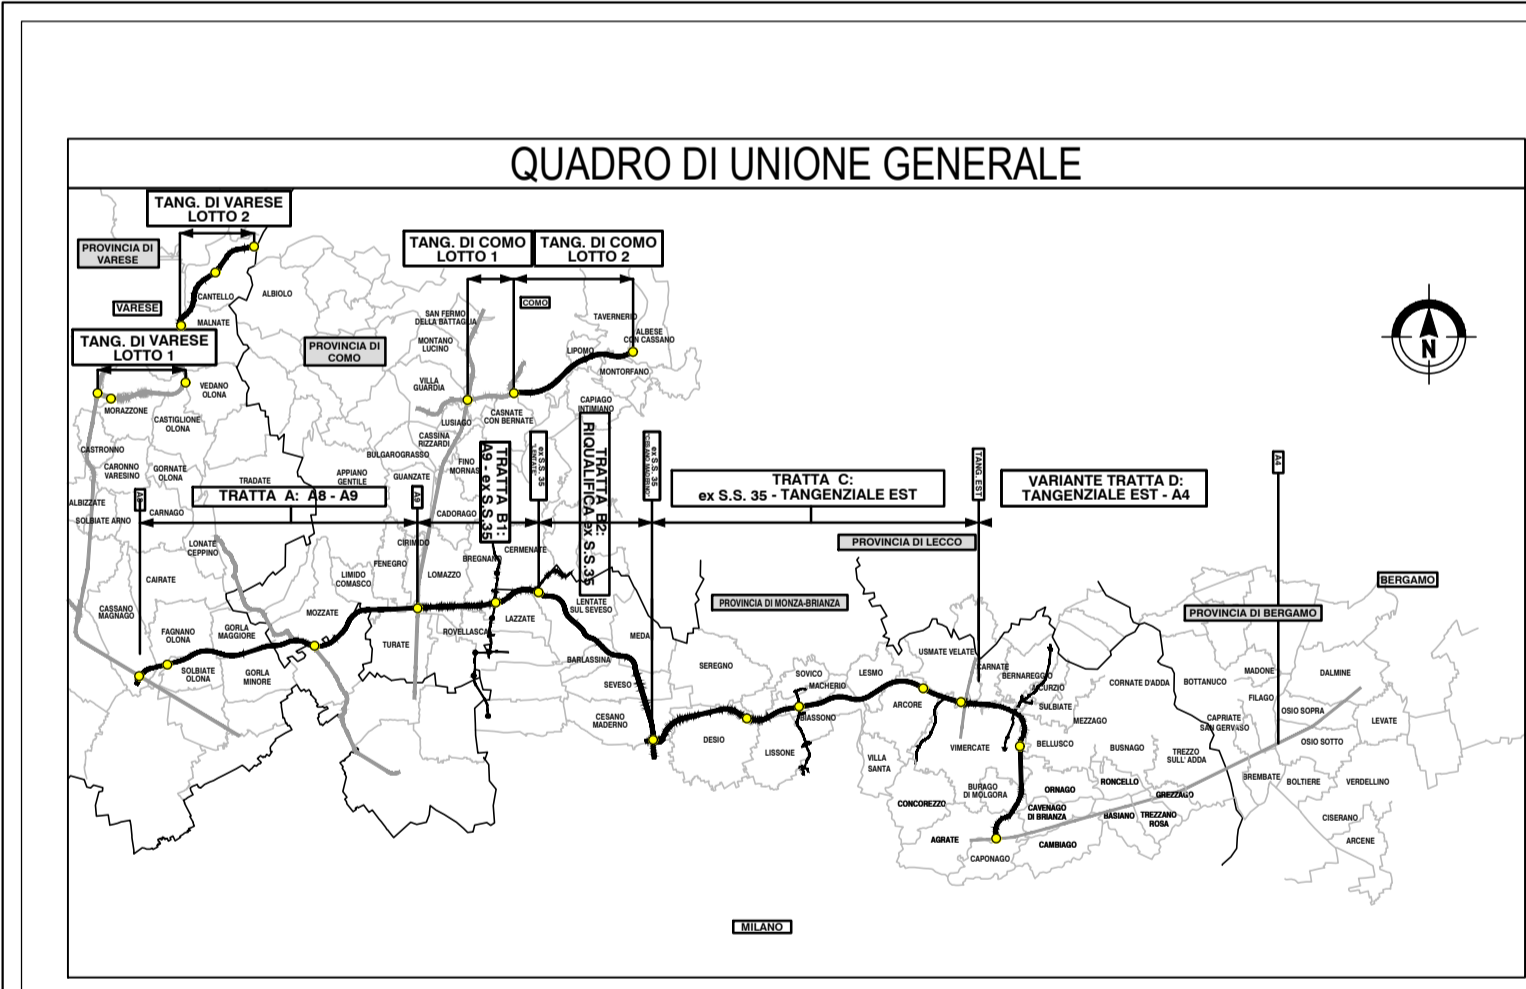 QUADRO DI UNIONE GENERALE
TANG. DI VARESE
LOTTO 2
PROVINCIA DI
VARESE
CANTELLO
ALBIOLO
VARESE
MALNATE
TANG. DI VARESE
LOTTO 1
TANG. DI COMO
LOTTO 1
TANG. DI COMO
LOTTO 2
COMO
SAN FERMO
DELLA BATTAGLIA
TAVERNERIO
ALBESE
CON CASSANO
PROVINCIA DI
COMO
MONTANO
LUCINO
LIPOMO
MONTORFANO
N
VEDANO
OLONA
MORAZZONE
CASTIGLIONE
OLONA
VILLA
GUARDIA
LUSIAGO
CASNATE
CON BERNATE
CAPIAGO
INTIMIANO
CASTRONNO
CASSINA
RIZZARDI
BULGAROGRASSO
CARONNO
VARESINO
GORNATE
OLONA
TRADATE
APPIANO
GENTILE
GUANZATE
FINO
MORNAS
ALBIZZATE
SOLBIATE ARNO
CARNAGO
TRATTA A: A8 - A9
A9
CADORAGO
TRATTA B1:
A9 - ex S.S.35
ex S.S. 35
TRATTA B2:
RIQUALIFICA ex S.S.35
ex S.S. 35
TRATTA C:
ex S.S. 35 - TANGENZIALE EST
TANG. EST
VARIANTE TRATTA D:
TANGENZIALE EST - A4
A4
LONATE
CEPPINO
CIRIMIDO
FENEGRO
BREGNANO
CERMENATE
PROVINCIA DI LECCO
CAIRATE
LIMIDO
COMASCO
LOMAZZO
BERGAMO
CASSANO
MAGNAGO
MOZZATE
LAZZATE
LENTATE
SUL SEVESO
PROVINCIA DI MONZA-BRIANZA
PROVINCIA DI BERGAMO
FAGNANO
OLONA
GORLA
MAGGIORE
TURATE
ROVELLASCA
MEDA
SOLBIATE
OLONA
GORLA
MINORE
BARLASSINA
SEREGNO
USMATE VELATE
CARNATE
BERNAREGGIO
SOVICO
MACHERIO
LESMO
CORNATE D'ADDA
BOTTANUCO
MADONE
DALMINE
SEVESO
CESANO
MADERNO
BIASSONO
ARCORE
SULBIATE
MEZZAGO
FILAGO
OSIO SOPRA
CAPRIATE
SAN GERVASO
LEVATE
DESIO
LISSONE
VILLA
SANTA
VIMERCATE
BELLUSCO
BUSNAGO
TREZZO
SULL' ADDA
OSIO SOTTO
BURAGO
DI MOLGORA
RONCELLO
ORNAGO
GREZZAGO
BREMBATE
BOLTIERE
VERDELLINO
CONCOREZZO
CAVENAGO
DI BRIANZA
BASIANO
TREZZANO
ROSA
CISERANO
AGRATE
CAMBIAGO
ARCENE
CAPONAGO
MILANO